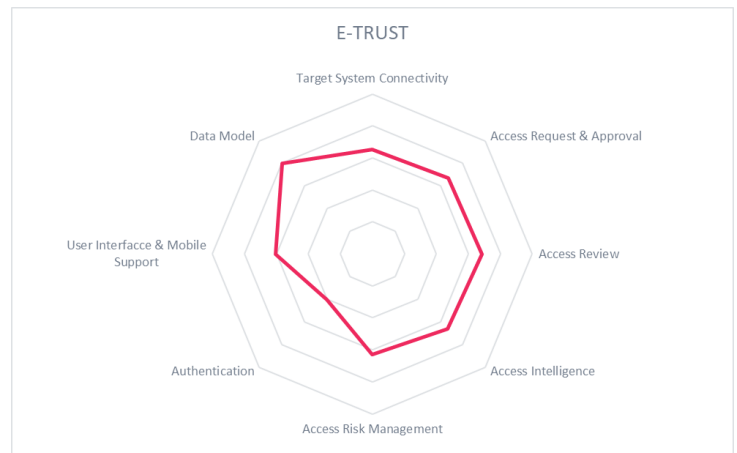 E-TRUST
Target System Connectivity
Data Model
Access Request & Approval
User Interfacce & Mobile
Support
Access Review
Authentication
Access Intelligence
Access Risk Management